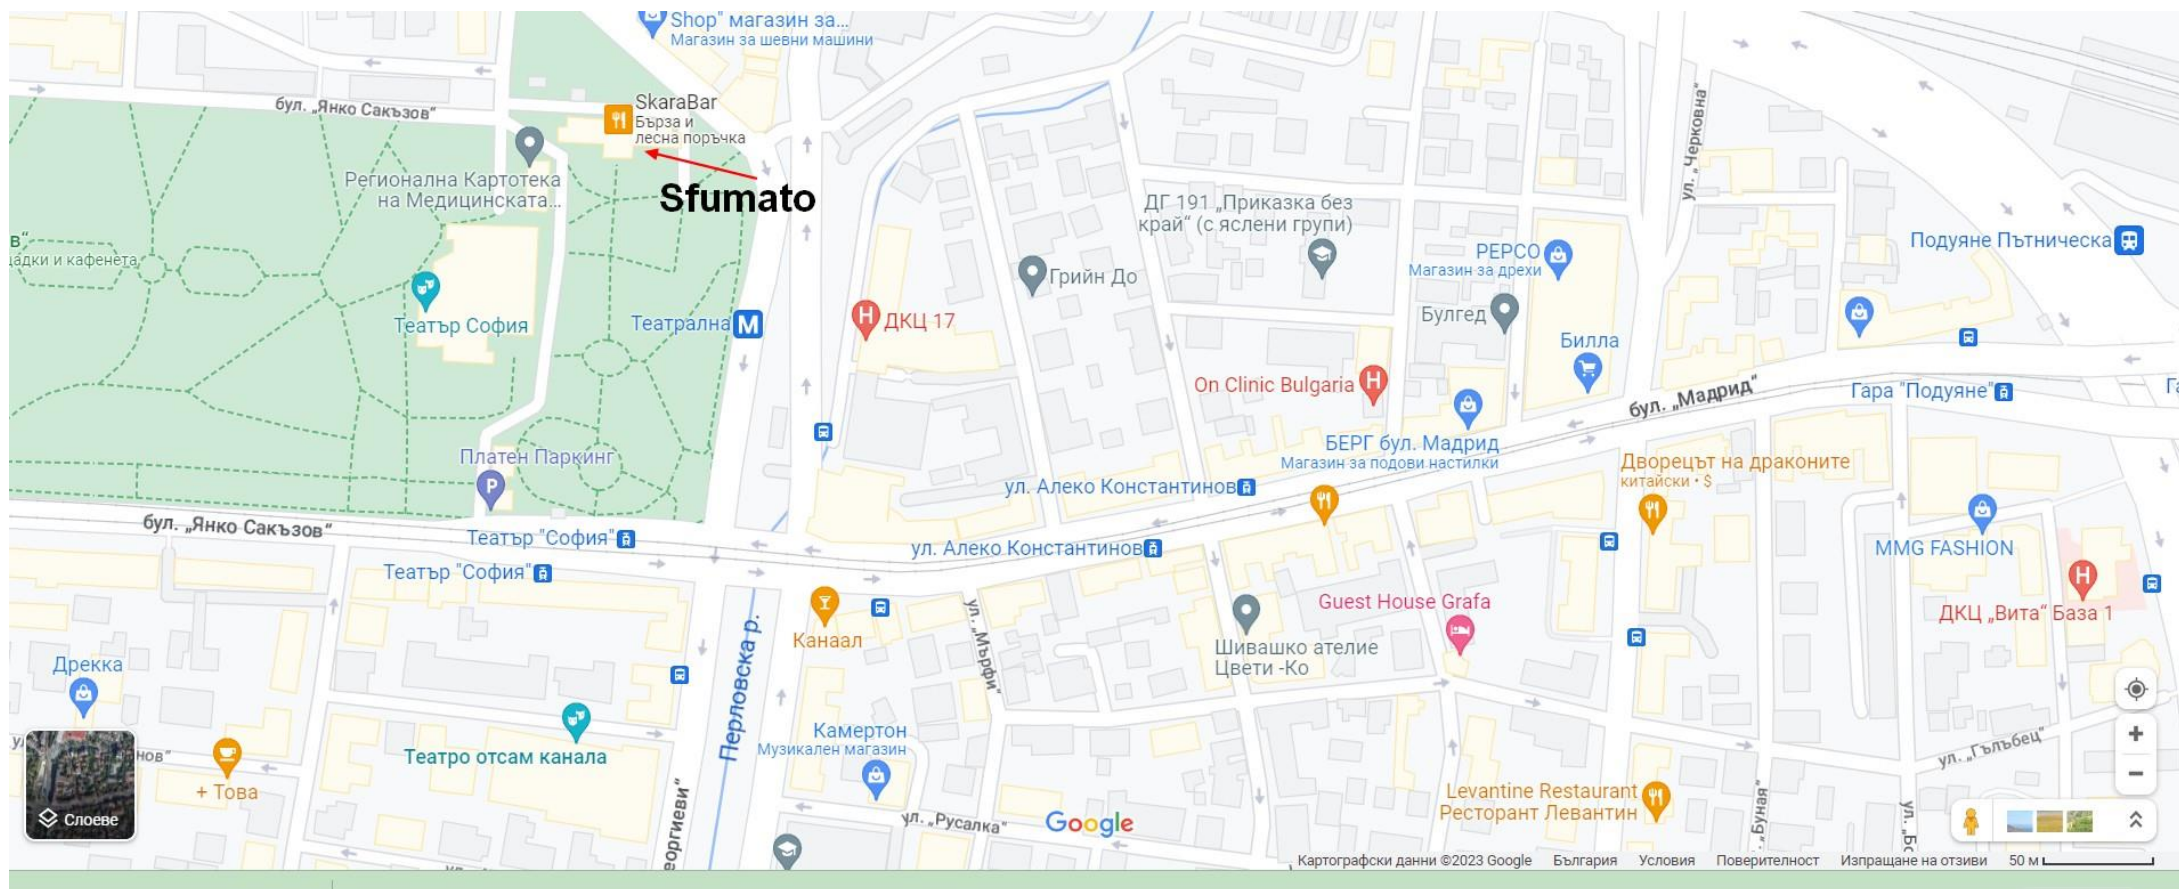 Shop" магазин за...
Магазин за шевни машини
бул. „Янко Сакъзов“
SkaraBar
Бърза и
лесна поръчка
Sfumato
Регионална Картотека
на Медицинската...
ул. „Черковна“
ДГ 191 „Приказка без
край“ (с яслени групи)
в“
адки и кафенета
PEPCO
Магазин за дрехи
Подуяне Пътническа
Грийн До
Театър София
Театрална
M
ДКЦ 17
Булгед
Билла
On Clinic Bulgaria
бул. „Мадрид“
Гара "Подуяне"
БЕРГ бул. Мадрид
Магазин за подови настилки
Платен Паркинг
P
Дворецът на драконите
китайски • $
ул. Алеко Константинов
бул. „Янко Сакъзов“
Театър "София"
ул. Алеко Константинов
MMG FASHION
Театър "София"
Guest House Grafa
ДКЦ „Вита“ База 1
Канаал
ул. „Мърфи“
Перловска р.
Шивашко ателие
Цвети -Ко
Дрекка
Камертон
Музикален магазин
Театро отсам канала
нов“
+ Това
ул. „Гълъбец“
Levantine Restaurant
Ресторант Левантин
„Буная“
еоргиеви“
ул. „Русалка“
Google
Слоеве
Картографски данни ©2023 Google България Условия Поверителност Изпращане на отзиви 50 м